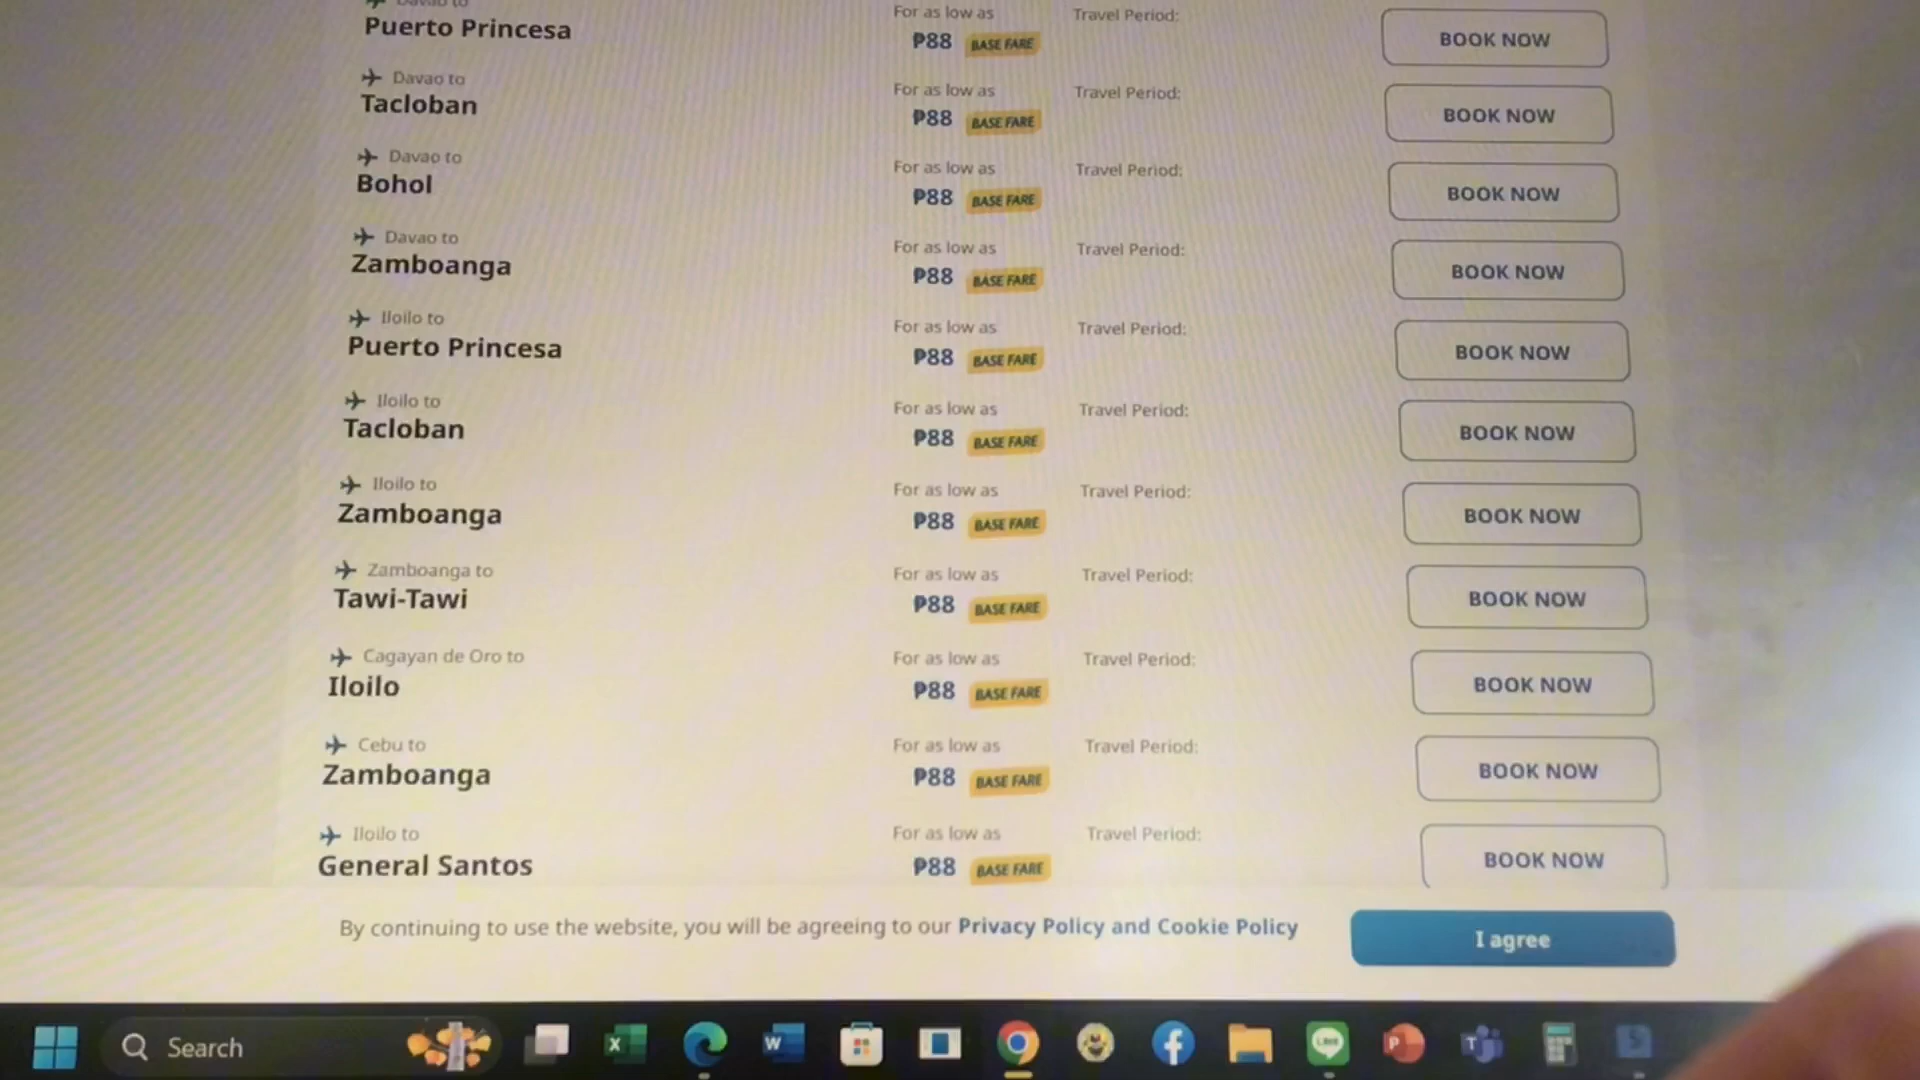 Davao to
Puerto Princesa
For as low as
₱88 BASE FARE
Travel Period:
BOOK NOW
Davao to
Tacloban
For as low as
₱88 BASE FARE
Travel Period:
BOOK NOW
Davao to
Bohol
For as low as
₱88 BASE FARE
Travel Period:
BOOK NOW
Davao to
Zamboanga
For as low as
₱88 BASE FARE
Travel Period:
BOOK NOW
Iloilo to
Puerto Princesa
For as low as
₱88 BASE FARE
Travel Period:
BOOK NOW
Iloilo to
Tacloban
For as low as
₱88 BASE FARE
Travel Period:
BOOK NOW
Iloilo to
Zamboanga
For as low as
₱88 BASE FARE
Travel Period:
BOOK NOW
Zamboanga to
Tawi-Tawi
For as low as
₱88 BASE FARE
Travel Period:
BOOK NOW
Cagayan de Oro to
Iloilo
For as low as
₱88 BASE FARE
Travel Period:
BOOK NOW
Cebu to
Zamboanga
For as low as
₱88 BASE FARE
Travel Period:
BOOK NOW
Iloilo to
General Santos
For as low as
₱88 BASE FARE
Travel Period:
BOOK NOW
By continuing to use the website, you will be agreeing to our Privacy Policy and Cookie Policy
I agree
Search